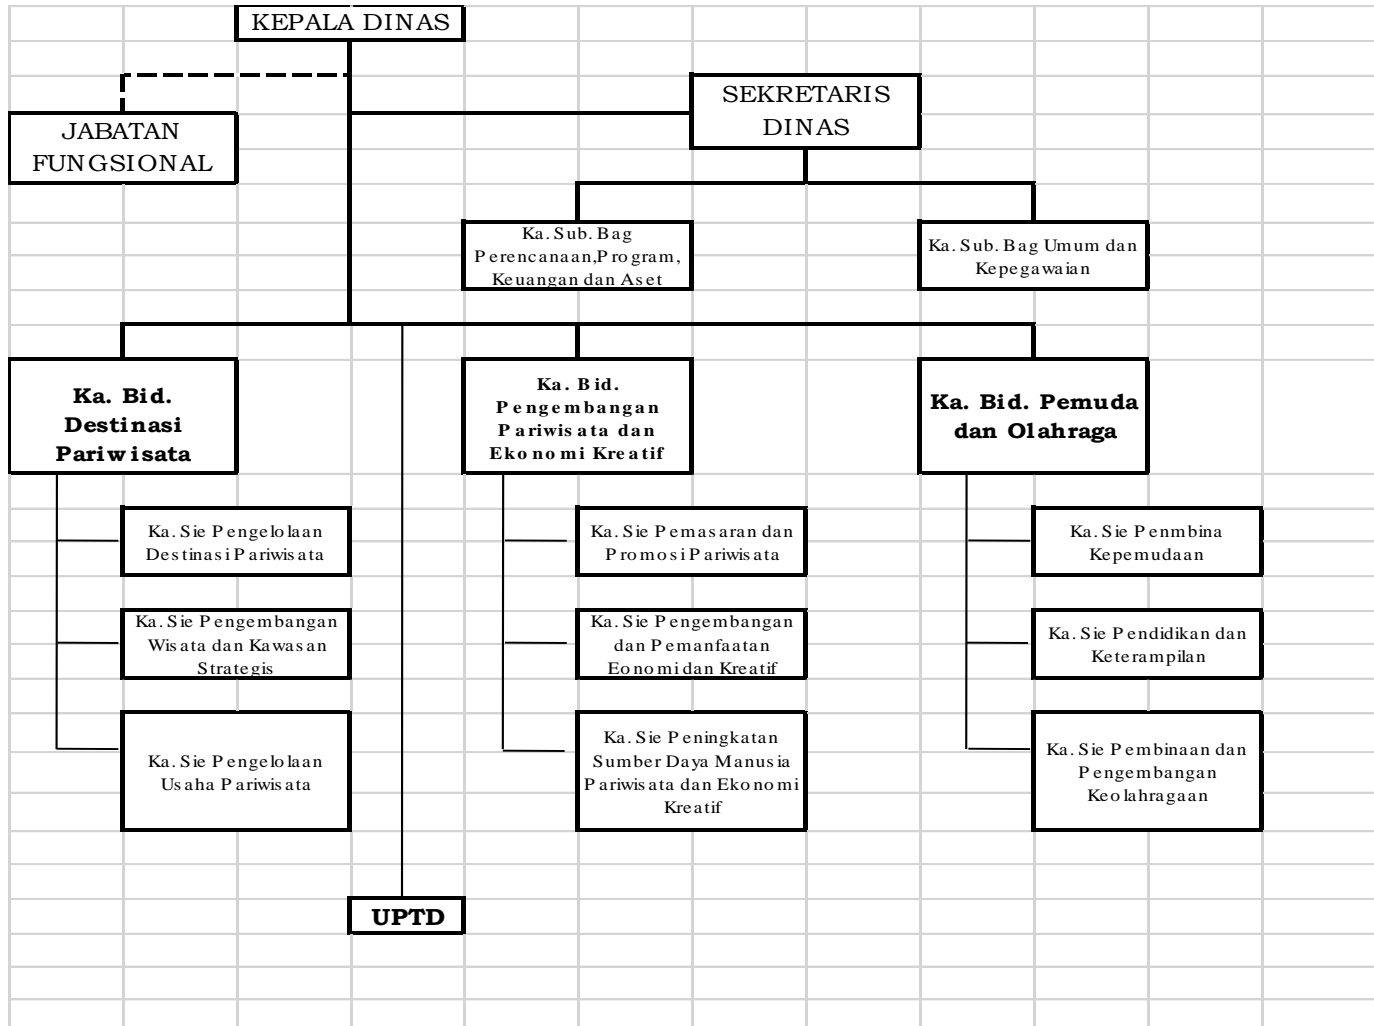 KEPALA DINAS
SEKRETARIS
DINAS
JABATAN
FUNGSIONAL
Ka. Sub. Bag
Perencanaan,Program,
Keuangan dan Aset
Ka. Sub. Bag Umum dan
Kepegawaian
Ka. Bid.
Destinasi
Pariwisata
Ka. Bid.
Pengembangan
Pariwisata dan
Ekonomi Kreatif
Ka. Bid. Pemuda
dan Olahraga
Ka. Sie Pengelolaan
Destinasi Pariwisata
Ka. Sie Pemasaran dan
Promosi Pariwisata
Ka. Sie Penmbina
Kepemudaan
Ka. Sie Pengembangan
Wisata dan Kawasan
Strategis
Ka. Sie Pengembangan
dan Pemanfaatan
Eonomi dan Kreatif
Ka. Sie Pendidikan dan
Keterampilan
Ka. Sie Pengelolaan
Usaha Pariwisata
Ka. Sie Peningkatan
Sumber Daya Manusia
Pariwisata dan Ekonomi
Kreatif
Ka. Sie Pembinaan dan
Pengembangan
Keolahragaan
UPTD